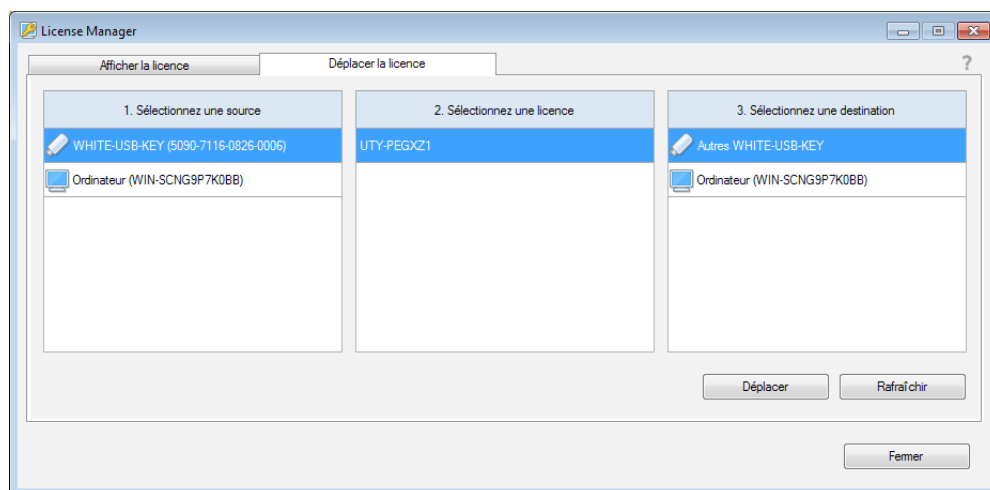 License Manager
Afficher la licence
Déplacer la licence
?
1. Sélectionnez une source
2. Sélectionnez une licence
3. Sélectionnez une destination
WHITE-USB-KEY (5090-7116-0826-0006)
UTY-PEGXZ1
Autres WHITE-USB-KEY
Ordinateur (WIN-SCNG9P7K0BB)
Ordinateur (WIN-SCNG9P7K0BB)
Déplacer
Rafraîchir
Fermer